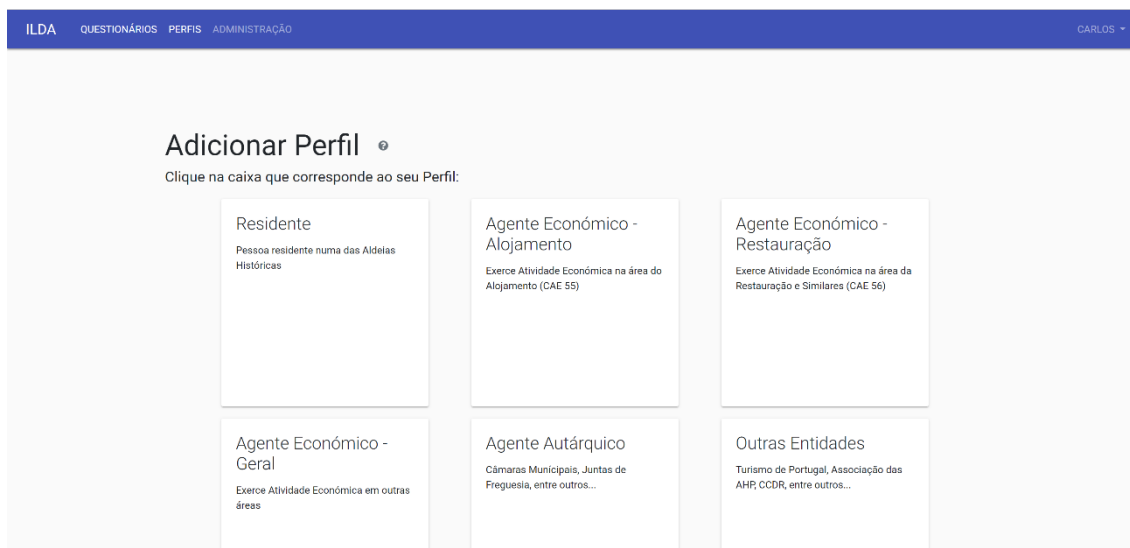 ILDA QUESTIONÁRIOS PERFIS ADMINISTRAÇÃO CARLOS
Adicionar Perfil
Clique na caixa que corresponde ao seu Perfil:
Residente
Pessoa residente numa das Aldeias
Históricas
Agente Económico -
Alojamento
Exerce Atividade Económica na área do
Alojamento (CAE 55)
Agente Económico -
Restauração
Exerce Atividade Económica na área da
Restauração e Similares (CAE 56)
Agente Económico -
Geral
Exerce Atividade Económica em outras
áreas
Agente Autárquico
Câmaras Munícipais, Juntas de
Freguesia, entre outros...
Outras Entidades
Turismo de Portugal, Associação das
AHP, CCDR, entre outros...